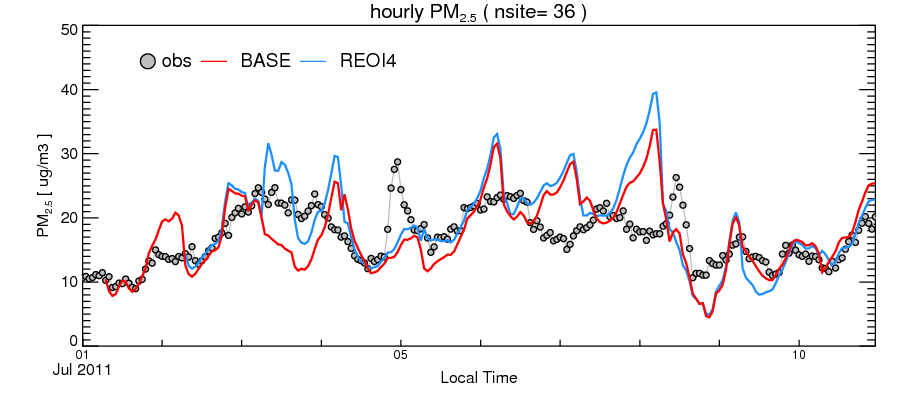 hourly PM2.5 ( nsite= 36 )
obs BASE REOI4
PM2.5 [ ug/m3 ]
50
40
30
20
10
0
01 05 10
Jul 2011
Local Time